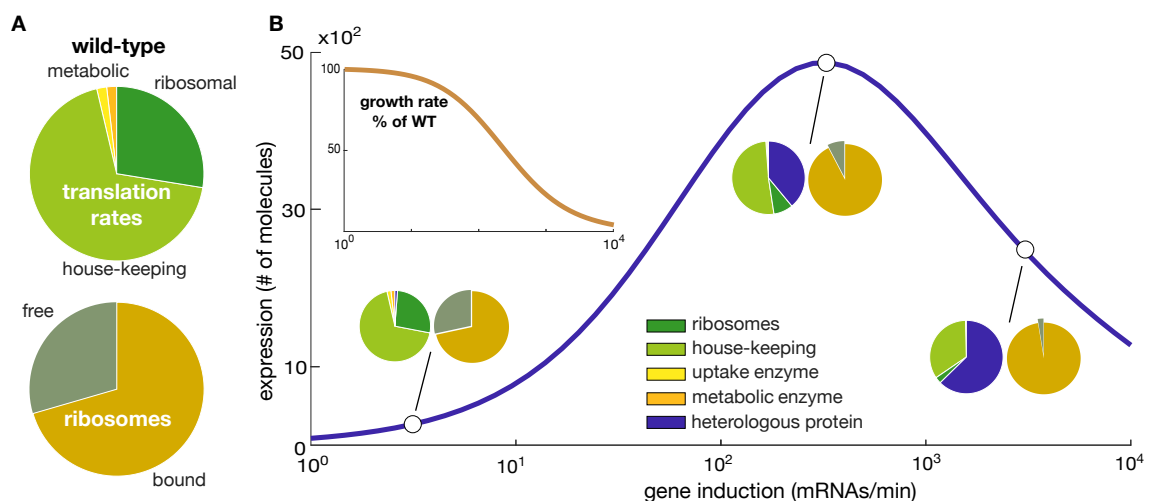 A
wild-type
metabolic
ribosomal
translation
rates
house-keeping
free
ribosomes
bound
B
x10²
50
30
10
0
expression (# of molecules)
100
50
growth rate
% of WT
10⁰
10⁴
ribosomes
house-keeping
uptake enzyme
metabolic enzyme
heterologous protein
10⁰
10¹
10²
10³
10⁴
gene induction (mRNAs/min)